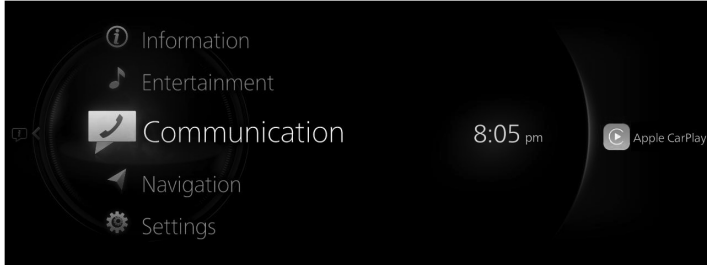 Information
Entertainment
Communication
8:05 pm
Apple CarPlay
Navigation
Settings